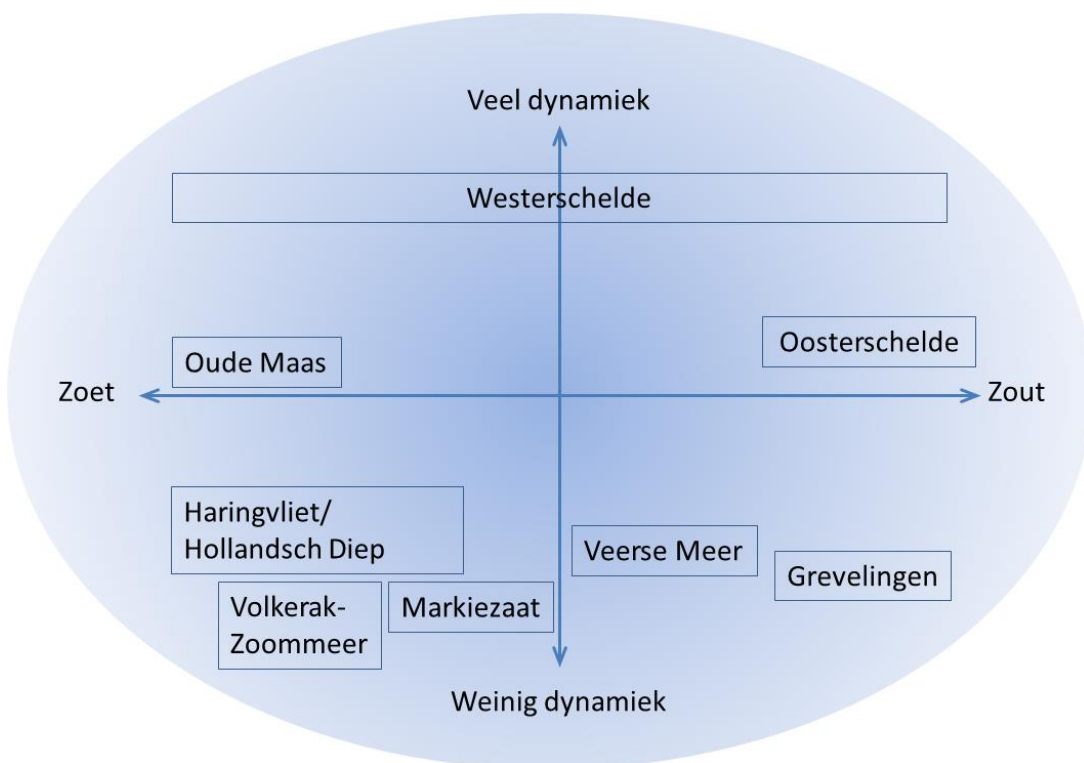 Veel dynamiek
Westerschelde
Oude Maas
Oosterschelde
Zoet
Zout
Haringvliet/
Hollandsch Diep
Veerse Meer
Grevelingen
Volkerak-
Zoommeer
Markiezaat
Weinig dynamiek